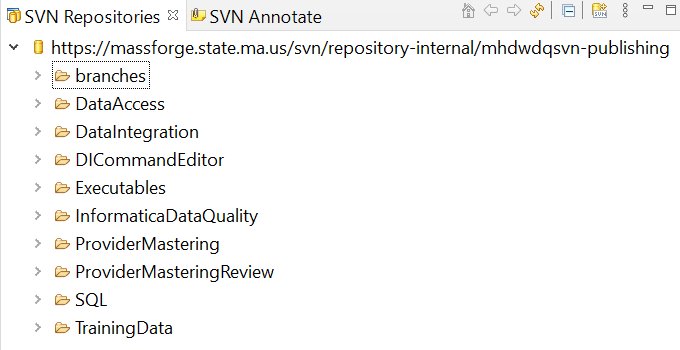 SVN Repositories SVN Annotate SVN
https://massforge.state.ma.us/svn/repository-internal/mhdwdqsvn-publishing
branches
DataAccess
DataIntegration
DICommandEditor
Executables
InformaticaDataQuality
ProviderMastering
ProviderMasteringReview
SQL
TrainingData